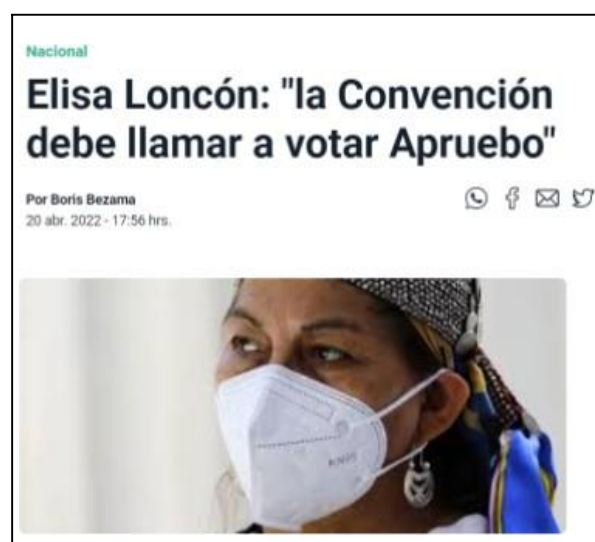 Nacional
Elisa Loncón: "la Convención
debe llamar a votar Apruebo"
Por Boris Bezama
20 abr. 2022 - 17:56 hrs.
KN95